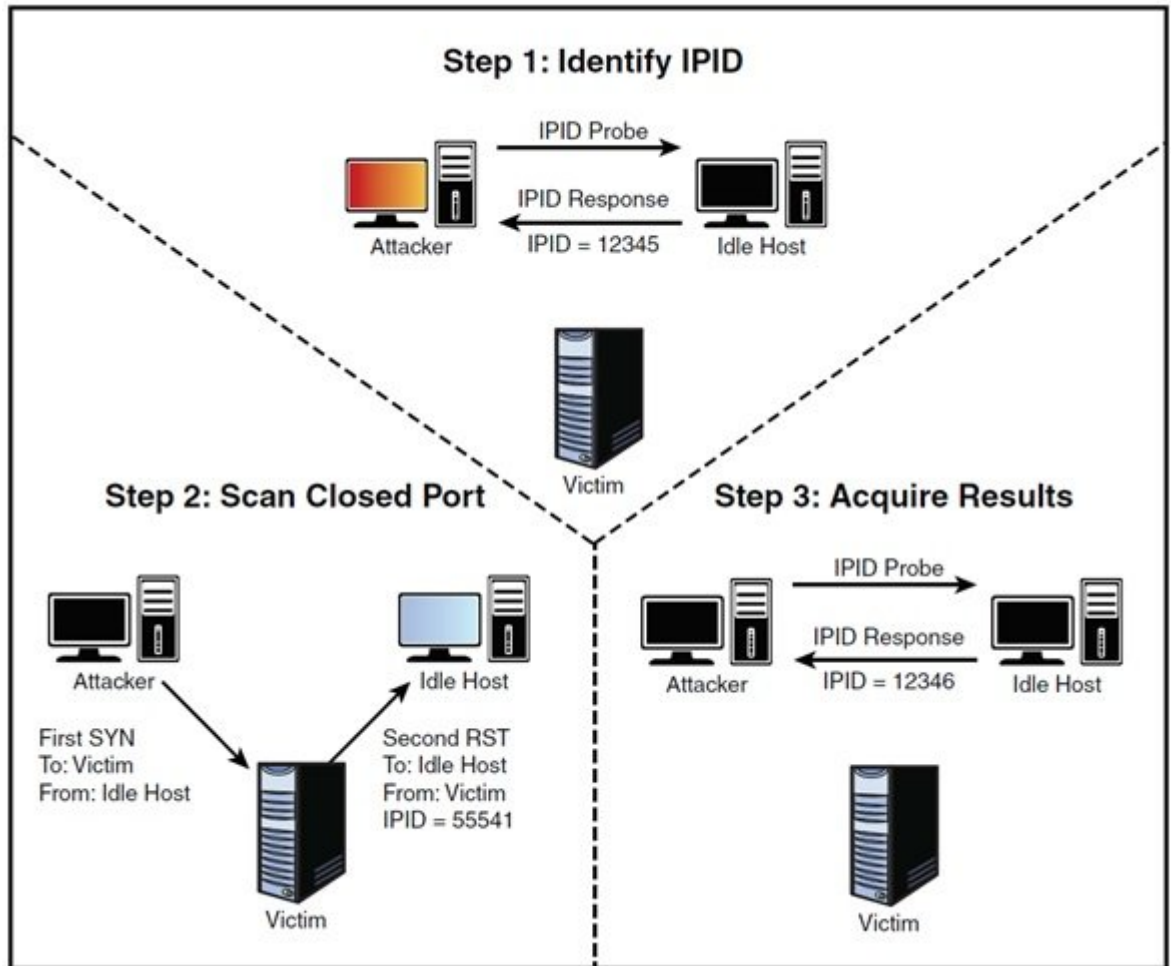 Step 1: Identify IPID
IPID Probe
IPID Response
IPID = 12345
Attacker
Idle Host
Victim
Step 2: Scan Closed Port
Attacker
Idle Host
First SYN
To: Victim
From: Idle Host
Second RST
To: Idle Host
From: Victim
IPID = 55541
Victim
Step 3: Acquire Results
IPID Probe
IPID Response
IPID = 12346
Attacker
Idle Host
Victim